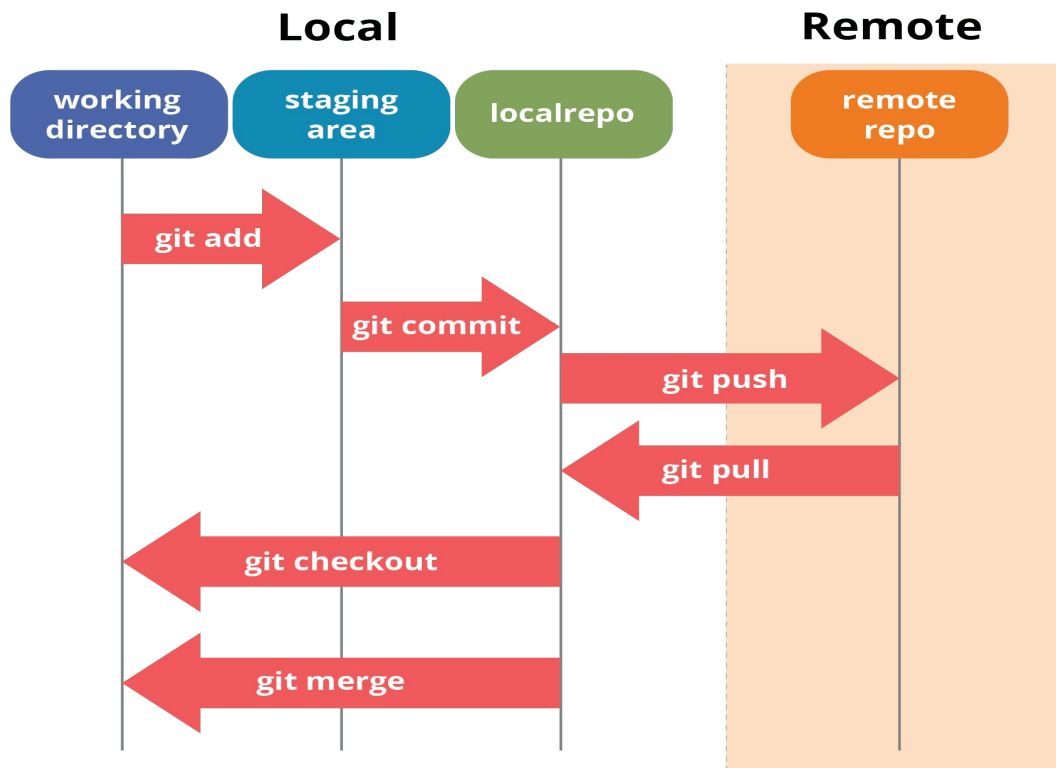 Local
Remote
working
directory
staging
area
localrepo
remote
repo
git add
git commit
git push
git pull
git checkout
git merge